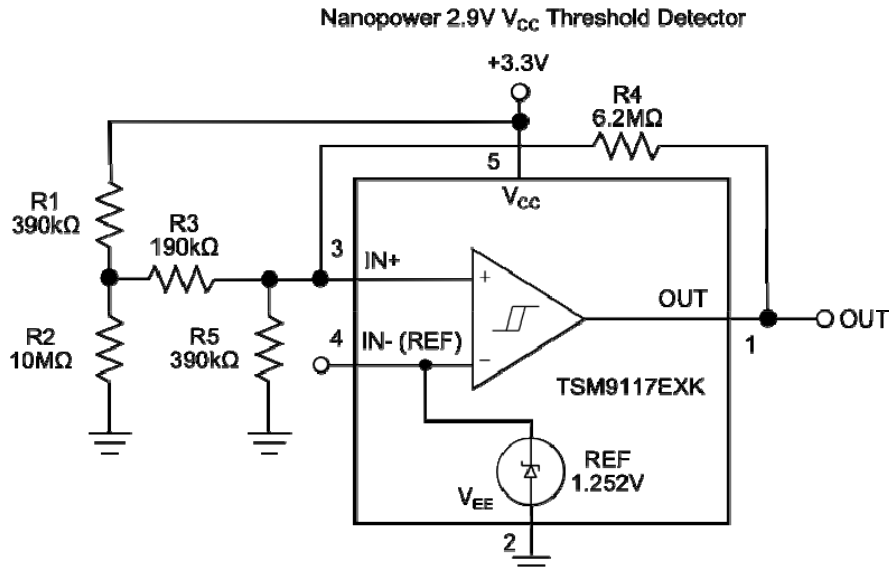 Nanopower 2.9V VCC Threshold Detector
+3.3V
R4
6.2MΩ
5
VCC
R1
390kΩ
R3
190kΩ
3
IN+
+
OUT
OUT
1
R2
10MΩ
R5
390kΩ
4
IN- (REF)
−
TSM9117EXK
REF
1.252V
VEE
2